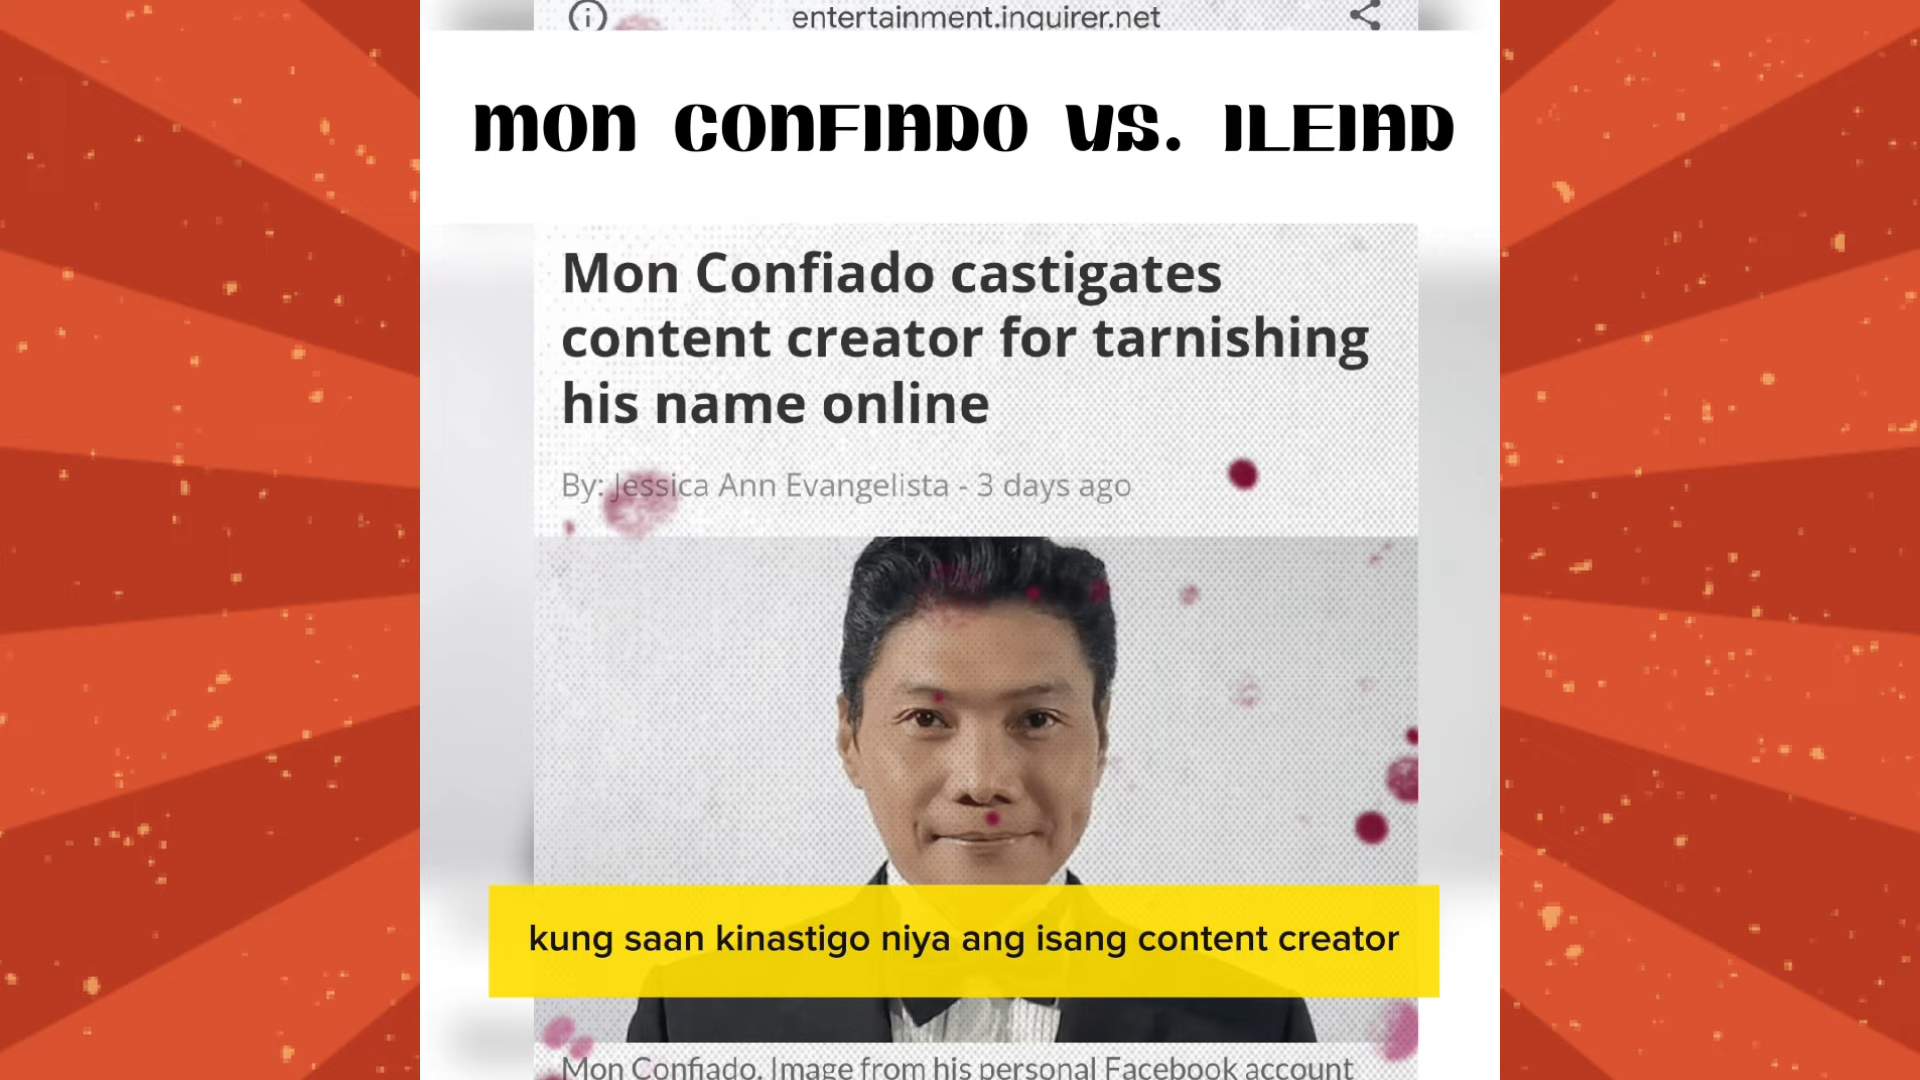 entertainment.inquirer.net
MON CONFIADO VS. ILEIAD
Mon Confiado castigates
content creator for tarnishing
his name online
By: Jessica Ann Evangelista - 3 days ago
kung saan kinastigo niya ang isang content creator
Mon Confiado. Image from his personal Facebook account